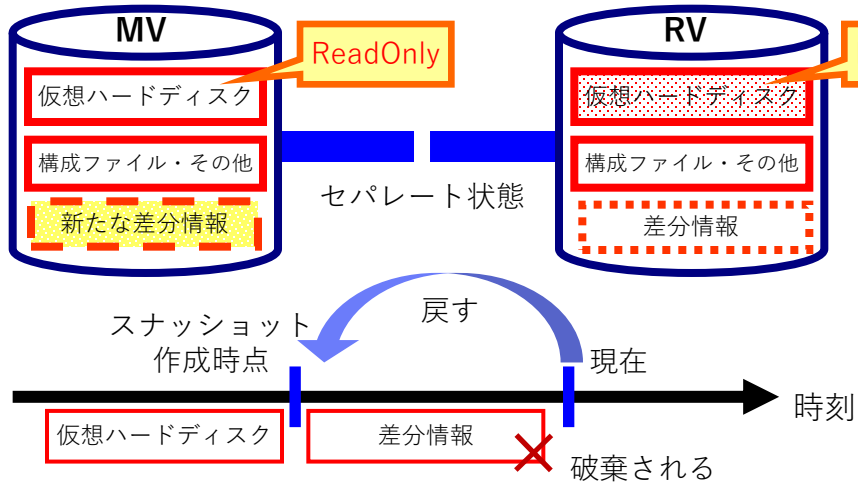 MV
RV
ReadOnly
仮想ハードディスク
仮想ハードディスク
構成ファイル・その他
構成ファイル・その他
セパレート状態
新たな差分情報
差分情報
戻す
スナッショット
作成時点
現在
時刻
仮想ハードディスク
差分情報
破棄される